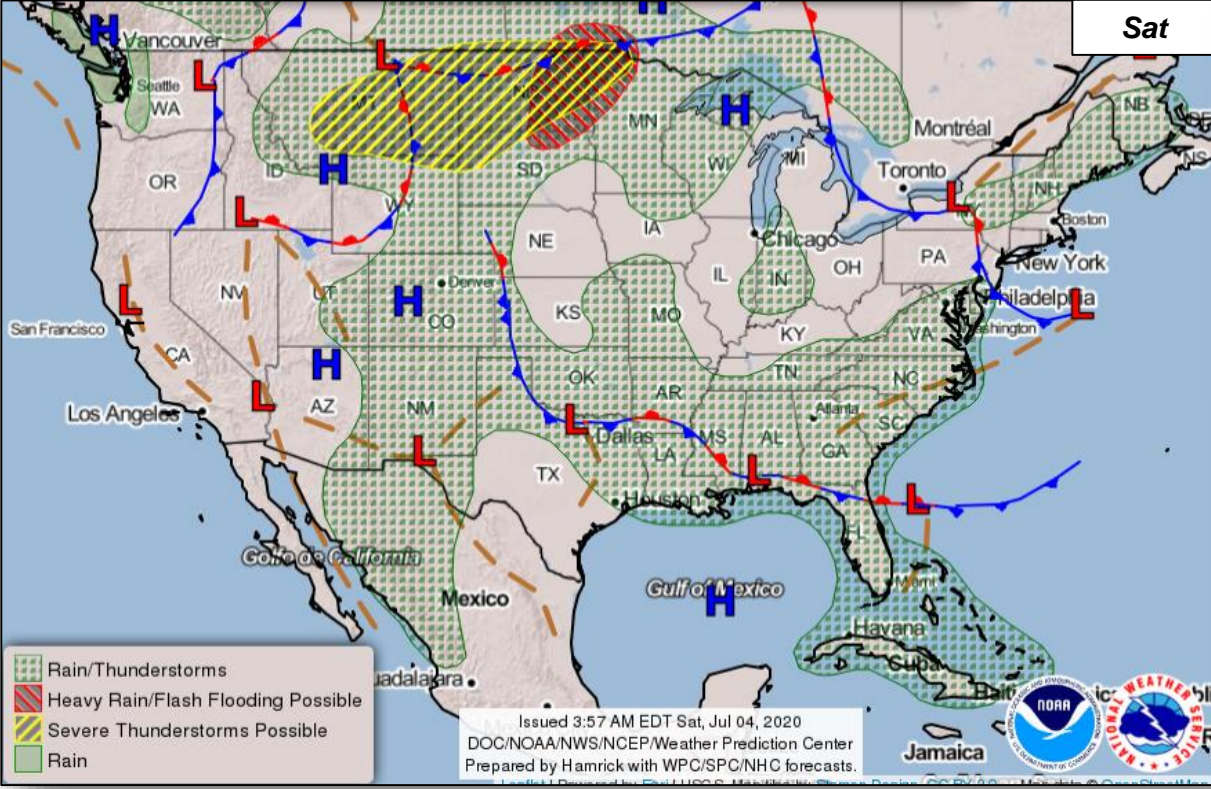 Sat
H
H
Vancouver
L
L
Seattle
WA
MT
MN
H
NB
Montréal
WI
MI
NS
ID
H
SD
OR
Toronto
NH
L
WY
L
Boston
IA
NE
Chicago
PA
New York
IL
IN
OH
NV
UT
Denver
L
H
CO
KS
MO
Philadelphia
L
San Francisco
KY
VA
Washington
CA
H
TN
OK
NC
AR
L
AZ
NM
Los Angeles
Atlanta
SC
L
Dallas
MS
AL
GA
LA
L
TX
L
Houston
L
FL
Golfo de California
Miami
Gulf of Mexico
H
Mexico
Havana
Cuba
Guadalajara
Jamaica
Rain/Thunderstorms
Heavy Rain/Flash Flooding Possible
Severe Thunderstorms Possible
Rain
Issued 3:57 AM EDT Sat, Jul 04, 2020
DOC/NOAA/NWS/NCEP/Weather Prediction Center
Prepared by Hamrick with WPC/SPC/NHC forecasts.
NOAA
NATIONAL WEATHER SERVICE